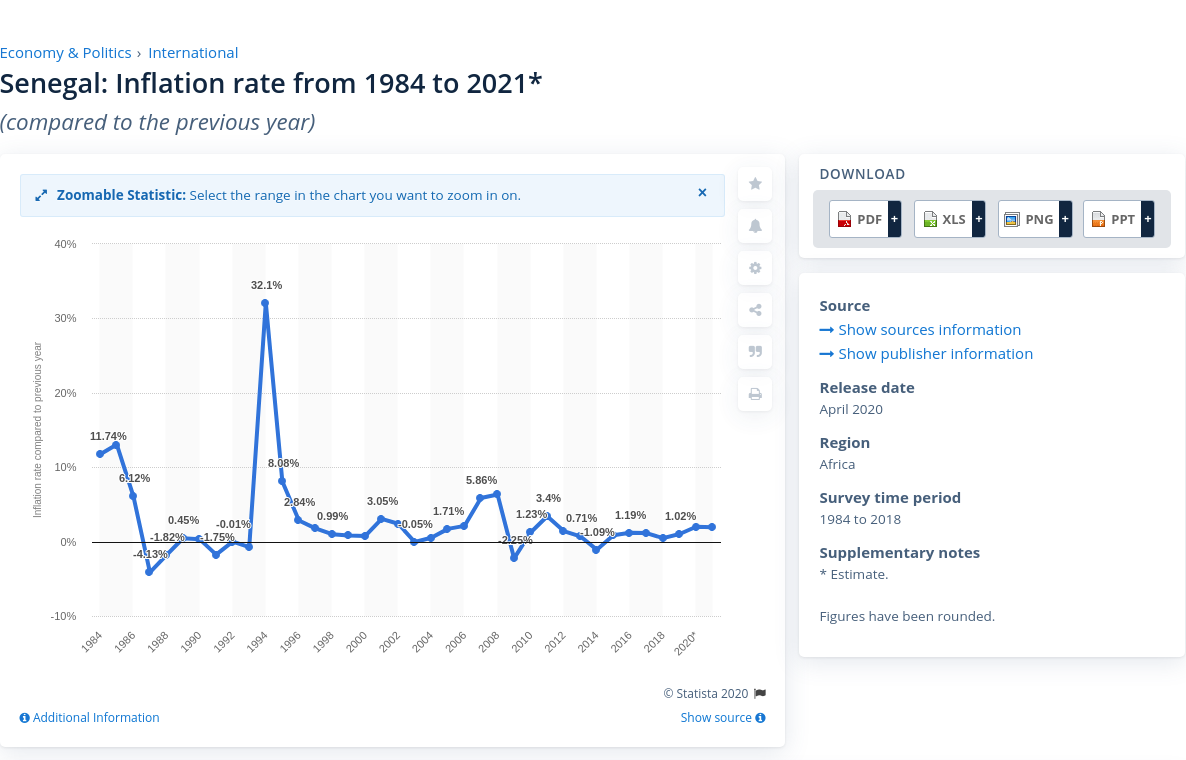 Economy & Politics › International
Senegal: Inflation rate from 1984 to 2021*
(compared to the previous year)
Zoomable Statistic: Select the range in the chart you want to zoom in on. ×
40%
30%
20%
10%
0%
-10%
Inflation rate compared to previous year
11.74%
6.12%
-4.13%
-1.82%
0.45%
-1.75%
-0.01%
32.1%
8.08%
2.84%
0.99%
3.05%
-0.05%
1.71%
5.86%
-2.25%
1.23%
3.4%
0.71%
-1.09%
1.19%
1.02%
1984
1986
1988
1990
1992
1994
1996
1998
2000
2002
2004
2006
2008
2010
2012
2014
2016
2018
2020*
© Statista 2020
Additional Information
Show source
DOWNLOAD
PDF + XLS + PNG + PPT +
Source
Show sources information
Show publisher information
Release date
April 2020
Region
Africa
Survey time period
1984 to 2018
Supplementary notes
* Estimate.
Figures have been rounded.